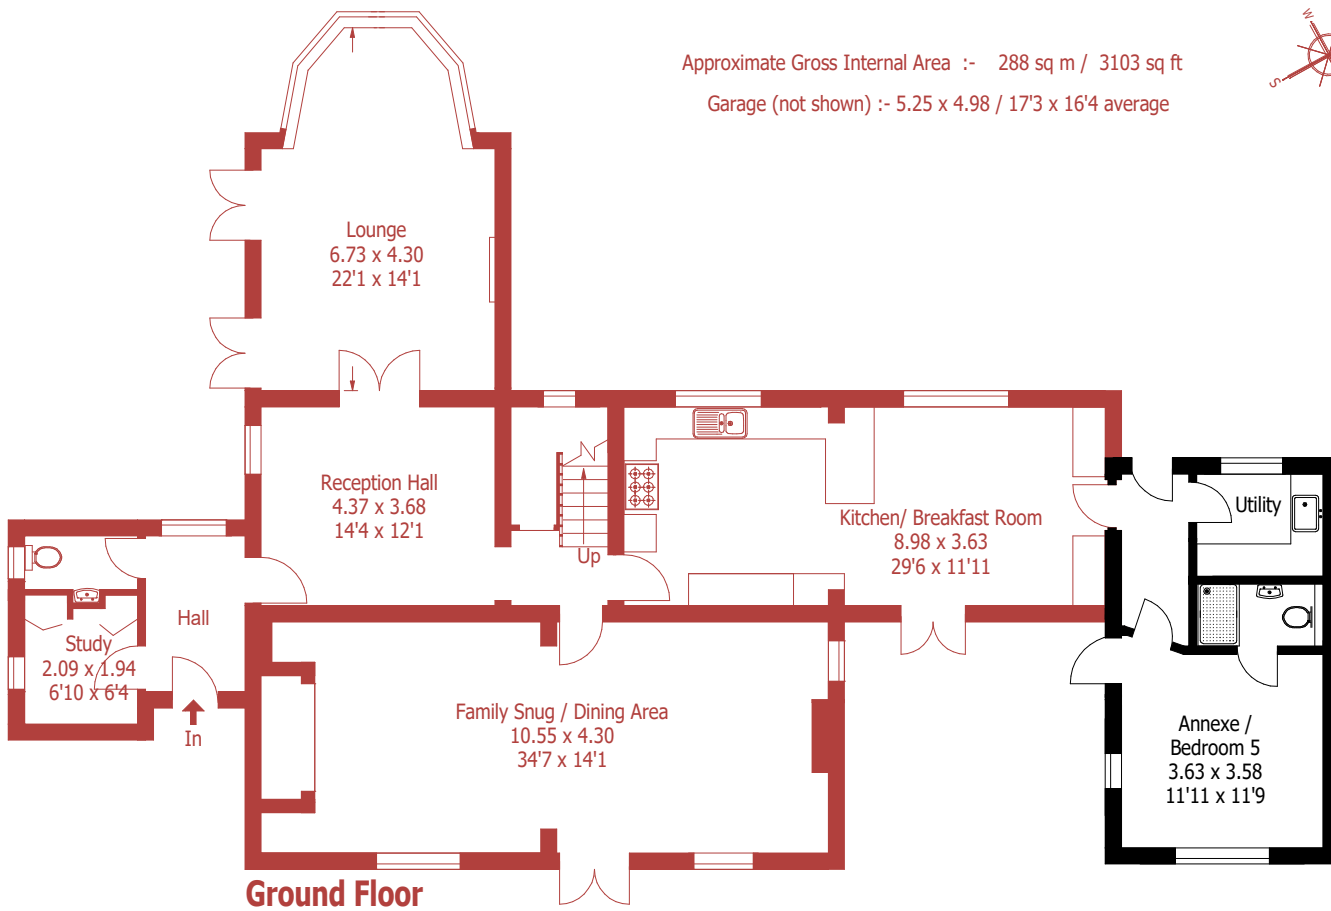 Approximate Gross Internal Area :- 288 sq m / 3103 sq ft
Garage (not shown) :- 5.25 x 4.98 / 17'3 x 16'4 average
W
S
Lounge
6.73 x 4.30
22'1 x 14'1
Reception Hall
4.37 x 3.68
14'4 x 12'1
Up
Kitchen/ Breakfast Room
8.98 x 3.63
29'6 x 11'11
Utility
Hall
Study
2.09 x 1.94
6'10 x 6'4
In
Family Snug / Dining Area
10.55 x 4.30
34'7 x 14'1
Annexe /
Bedroom 5
3.63 x 3.58
11'11 x 11'9
Ground Floor